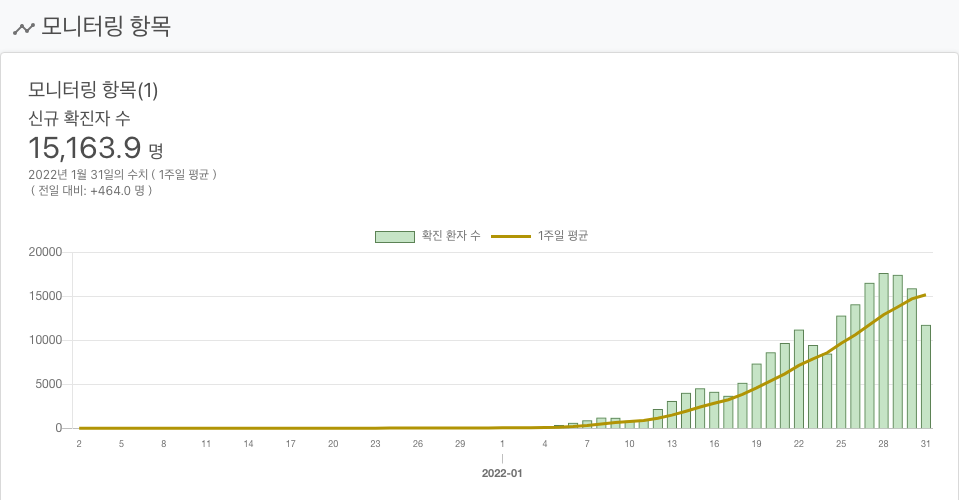 모니터링 항목
모니터링 항목(1)
신규 확진자 수
15,163.9 명
2022년 1월 31일의 수치 ( 1주일 평균 )
( 전일 대비: +464.0 명 )
확진 환자 수 1주일 평균
20000
15000
10000
5000
0
2 5 8 11 14 17 20 23 26 29 1 4 7 10 13 16 19 22 25 28 31
2022-01